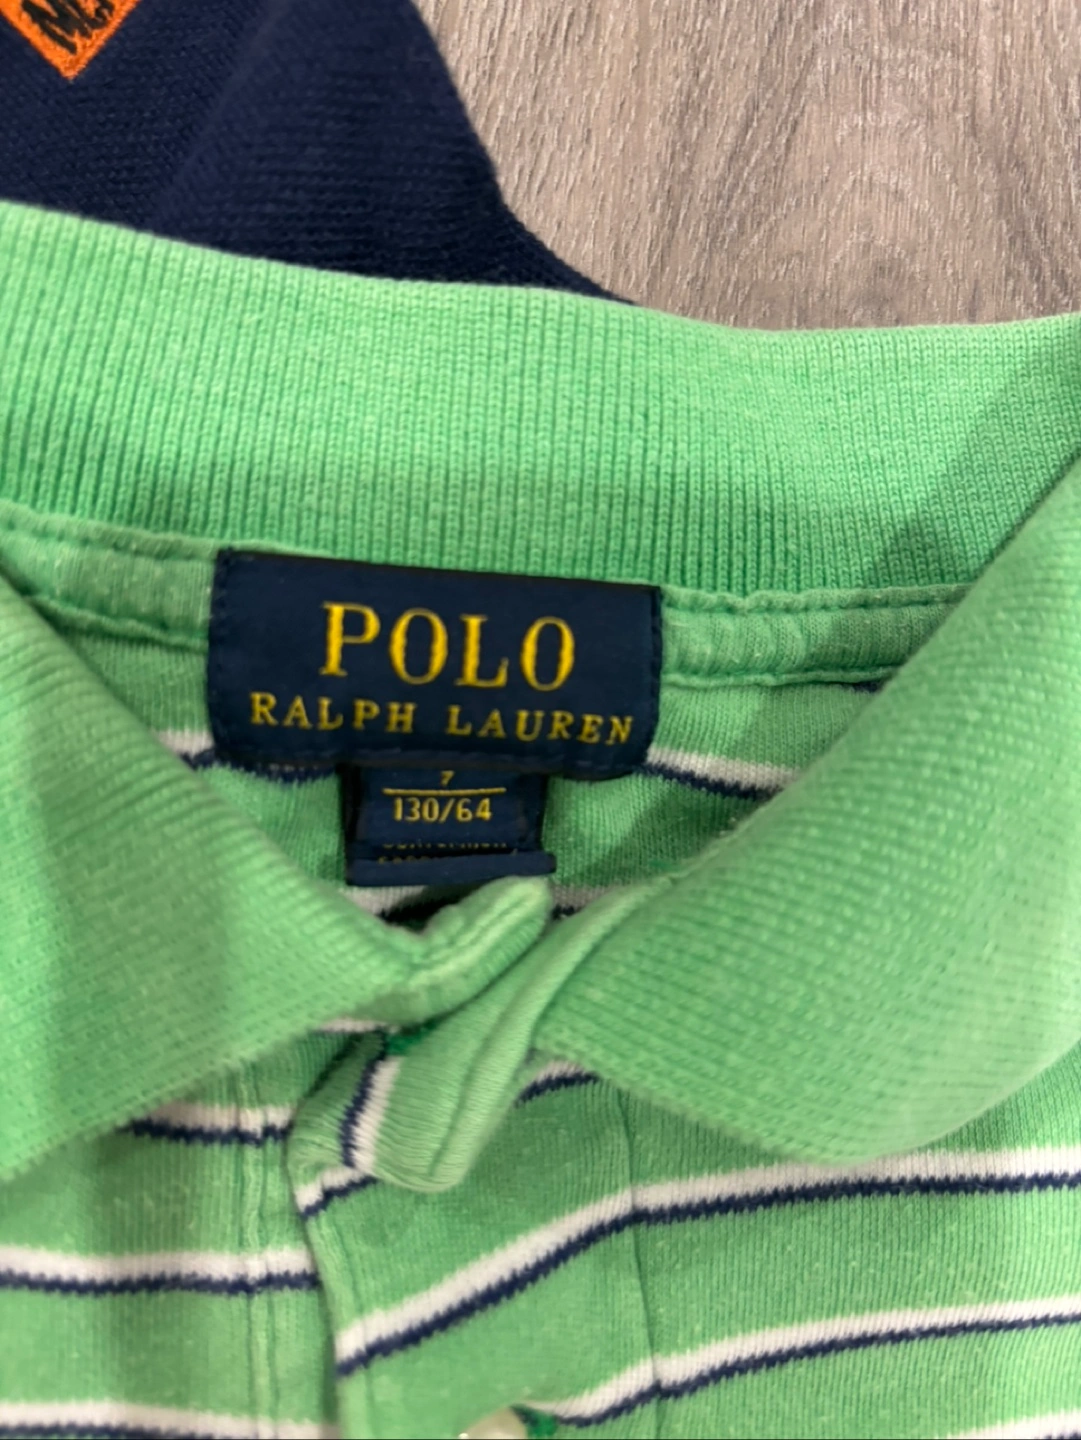 POLO
RALPH LAUREN
7
130/64